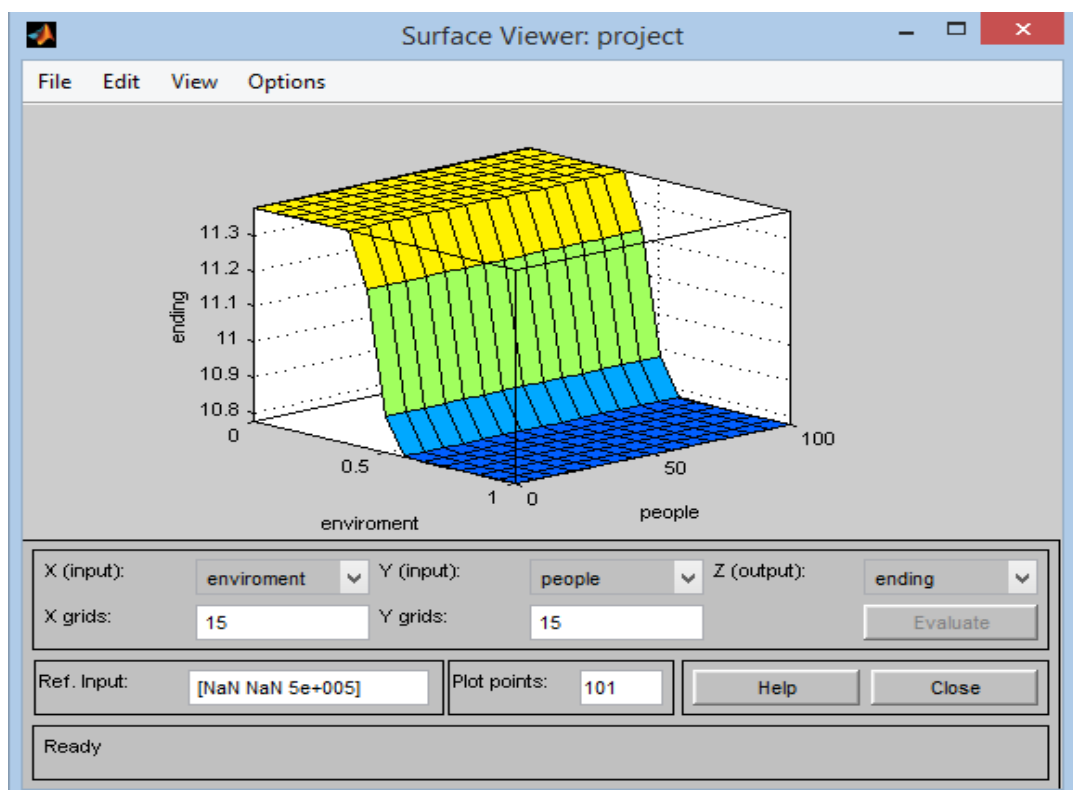 Surface Viewer: project
File Edit View Options
11.3
11.2
11.1
11
10.9
10.8
ending
0
0.5
1
enviroment
0
50
100
people
X (input): enviroment Y (input): people Z (output): ending
X grids: 15 Y grids: 15 Evaluate
Ref. Input: [NaN NaN 5e+005] Plot points: 101 Help Close
Ready